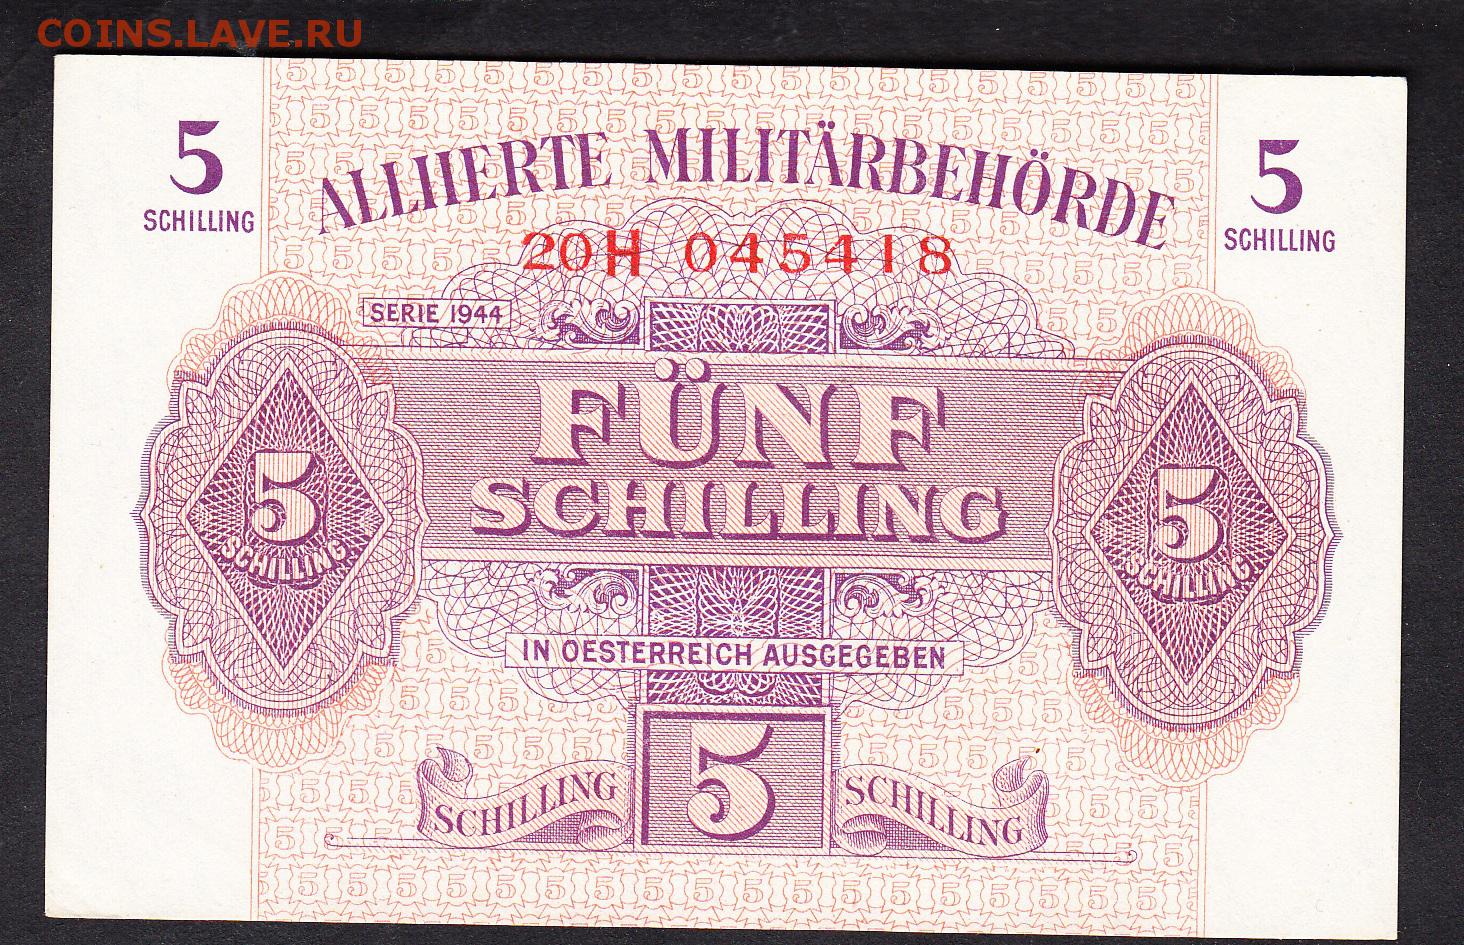 COINS.LAVE.RU
5
SCHILLING
ALLIIERTE MILITÄRBEHÖRDE
5
SCHILLING
20H 045418
SERIE 1944
FÜNF
SCHILLING
5
SCHILLING
5
SCHILLING
IN OESTERREICH AUSGEGEBEN
SCHILLING
5
SCHILLING